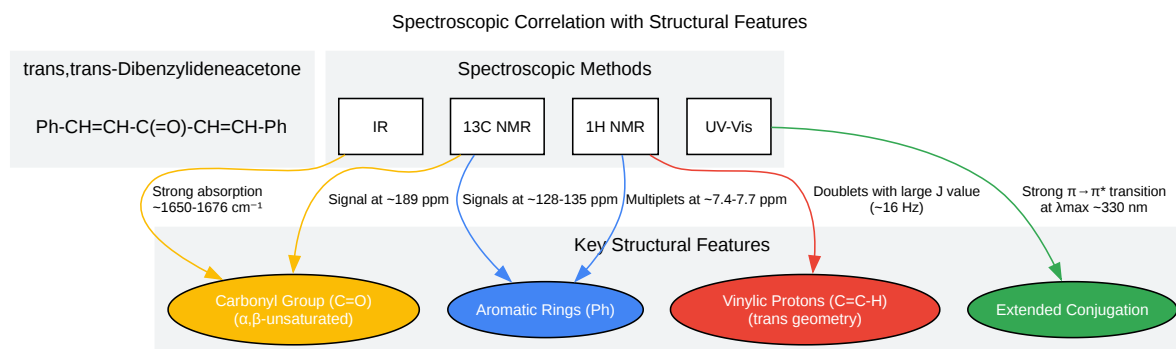 Spectroscopic Correlation with Structural Features
trans,trans-Dibenzylideneacetone
Ph-CH=CH-C(=O)-CH=CH-Ph
Spectroscopic Methods
IR
13C NMR
1H NMR
UV-Vis
Strong absorption
~1650-1676 cm⁻¹
Signal at ~189 ppm
Signals at ~128-135 ppm
Multiplets at ~7.4-7.7 ppm
Doublets with large J value
(~16 Hz)
Strong π→π* transition
at λmax ~330 nm
Key Structural Features
Carbonyl Group (C=O)
(α,β-unsaturated)
Aromatic Rings (Ph)
Vinylic Protons (C=C-H)
(trans geometry)
Extended Conjugation